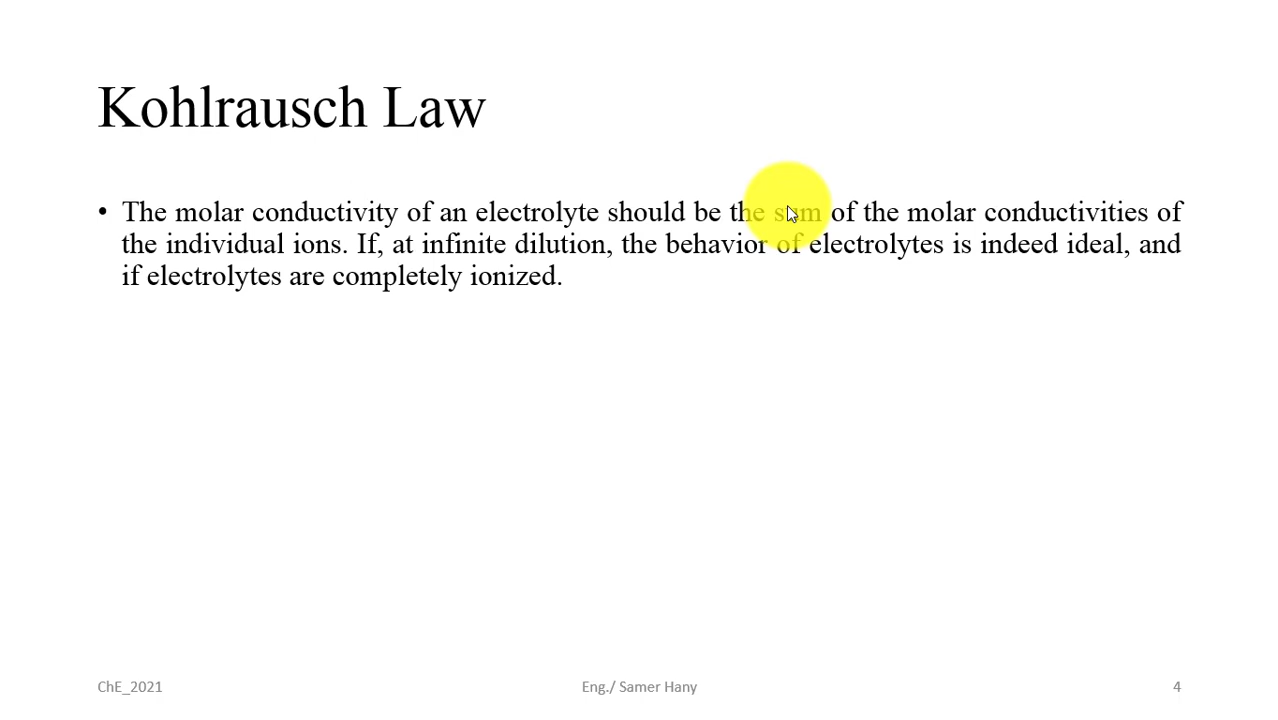 Kohlrausch Law
• The molar conductivity of an electrolyte should be the sum of the molar conductivities of
the individual ions. If, at infinite dilution, the behavior of electrolytes is indeed ideal, and
if electrolytes are completely ionized.
ChE_2021
Eng./ Samer Hany
4